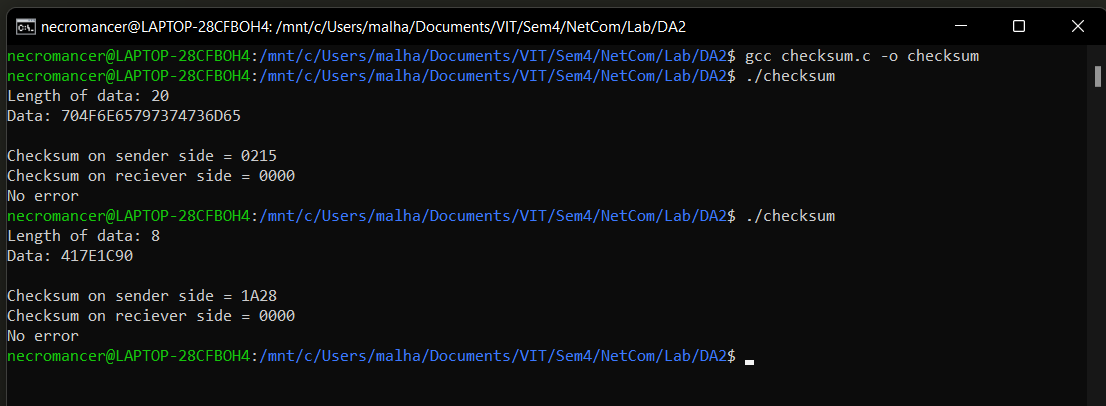 necromancer@LAPTOP-28CFBOH4: /mnt/c/Users/malha/Documents/VIT/Sem4/NetCom/Lab/DA2
necromancer@LAPTOP-28CFBOH4:/mnt/c/Users/malha/Documents/VIT/Sem4/NetCom/Lab/DA2$ gcc checksum.c -o checksum
necromancer@LAPTOP-28CFBOH4:/mnt/c/Users/malha/Documents/VIT/Sem4/NetCom/Lab/DA2$ ./checksum
Length of data: 20
Data: 704F6E65797374736D65
Checksum on sender side = 0215
Checksum on reciever side = 0000
No error
necromancer@LAPTOP-28CFBOH4:/mnt/c/Users/malha/Documents/VIT/Sem4/NetCom/Lab/DA2$ ./checksum
Length of data: 8
Data: 417E1C90
Checksum on sender side = 1A28
Checksum on reciever side = 0000
No error
necromancer@LAPTOP-28CFBOH4:/mnt/c/Users/malha/Documents/VIT/Sem4/NetCom/Lab/DA2$